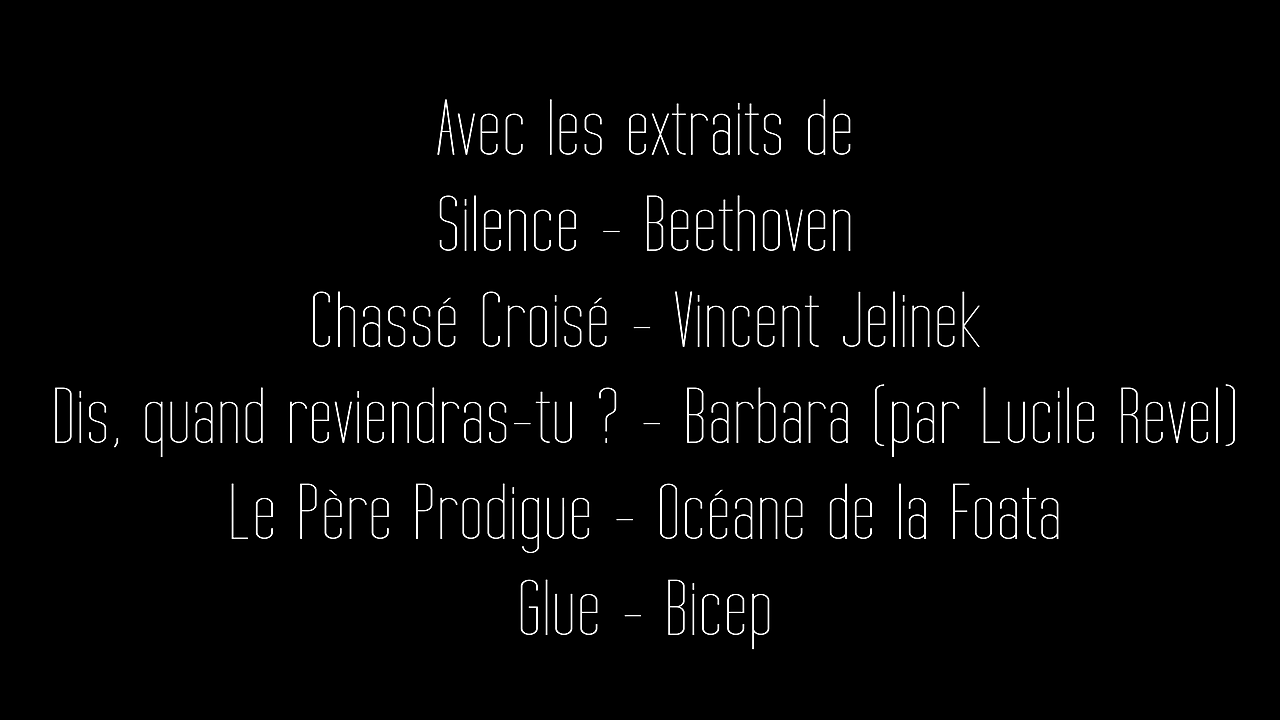 Avec les extraits de
Silence - Beethoven
Chassé Croisé - Vincent Jelinek
Dis, quand reviendras-tu ? - Barbara (par Lucile Revel)
Le Père Prodigue - Océane de la Foata
Glue - Bicep